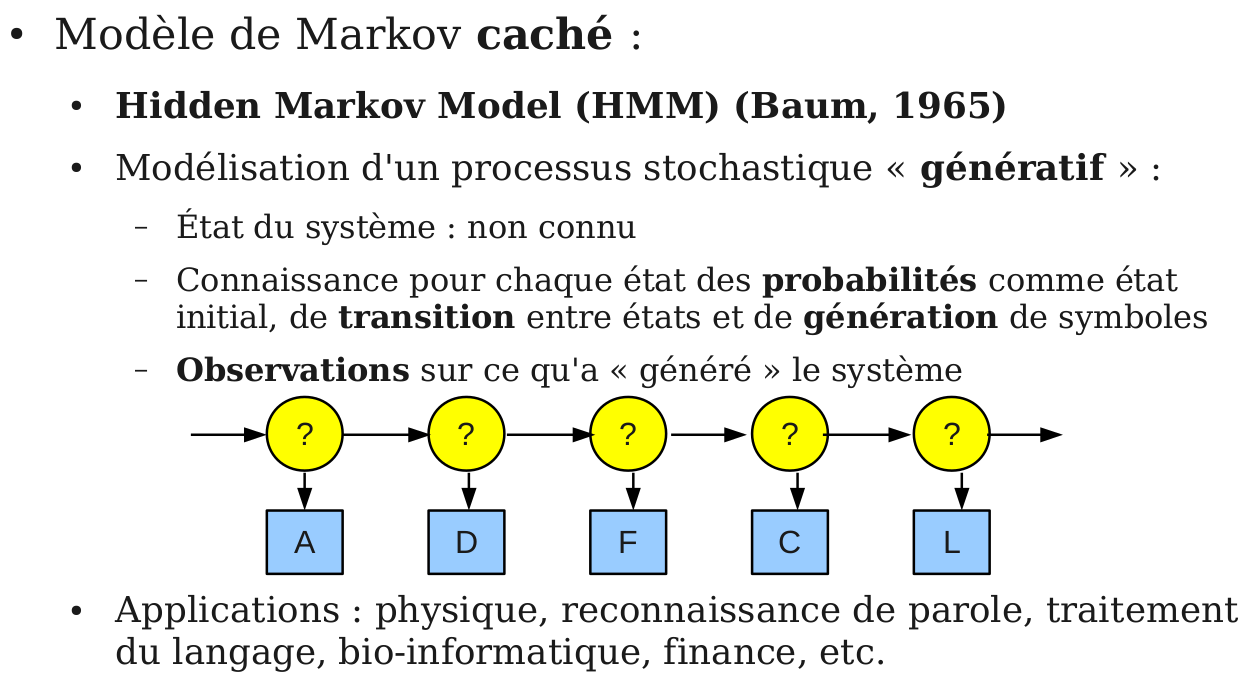 • Modèle de Markov caché :
• Hidden Markov Model (HMM) (Baum, 1965)
• Modélisation d'un processus stochastique « génératif » :
– État du système : non connu
– Connaissance pour chaque état des probabilités comme état
initial, de transition entre états et de génération de symboles
– Observations sur ce qu'a « généré » le système
? ? ? ? ?
A D F C L
• Applications : physique, reconnaissance de parole, traitement
du langage, bio-informatique, finance, etc.